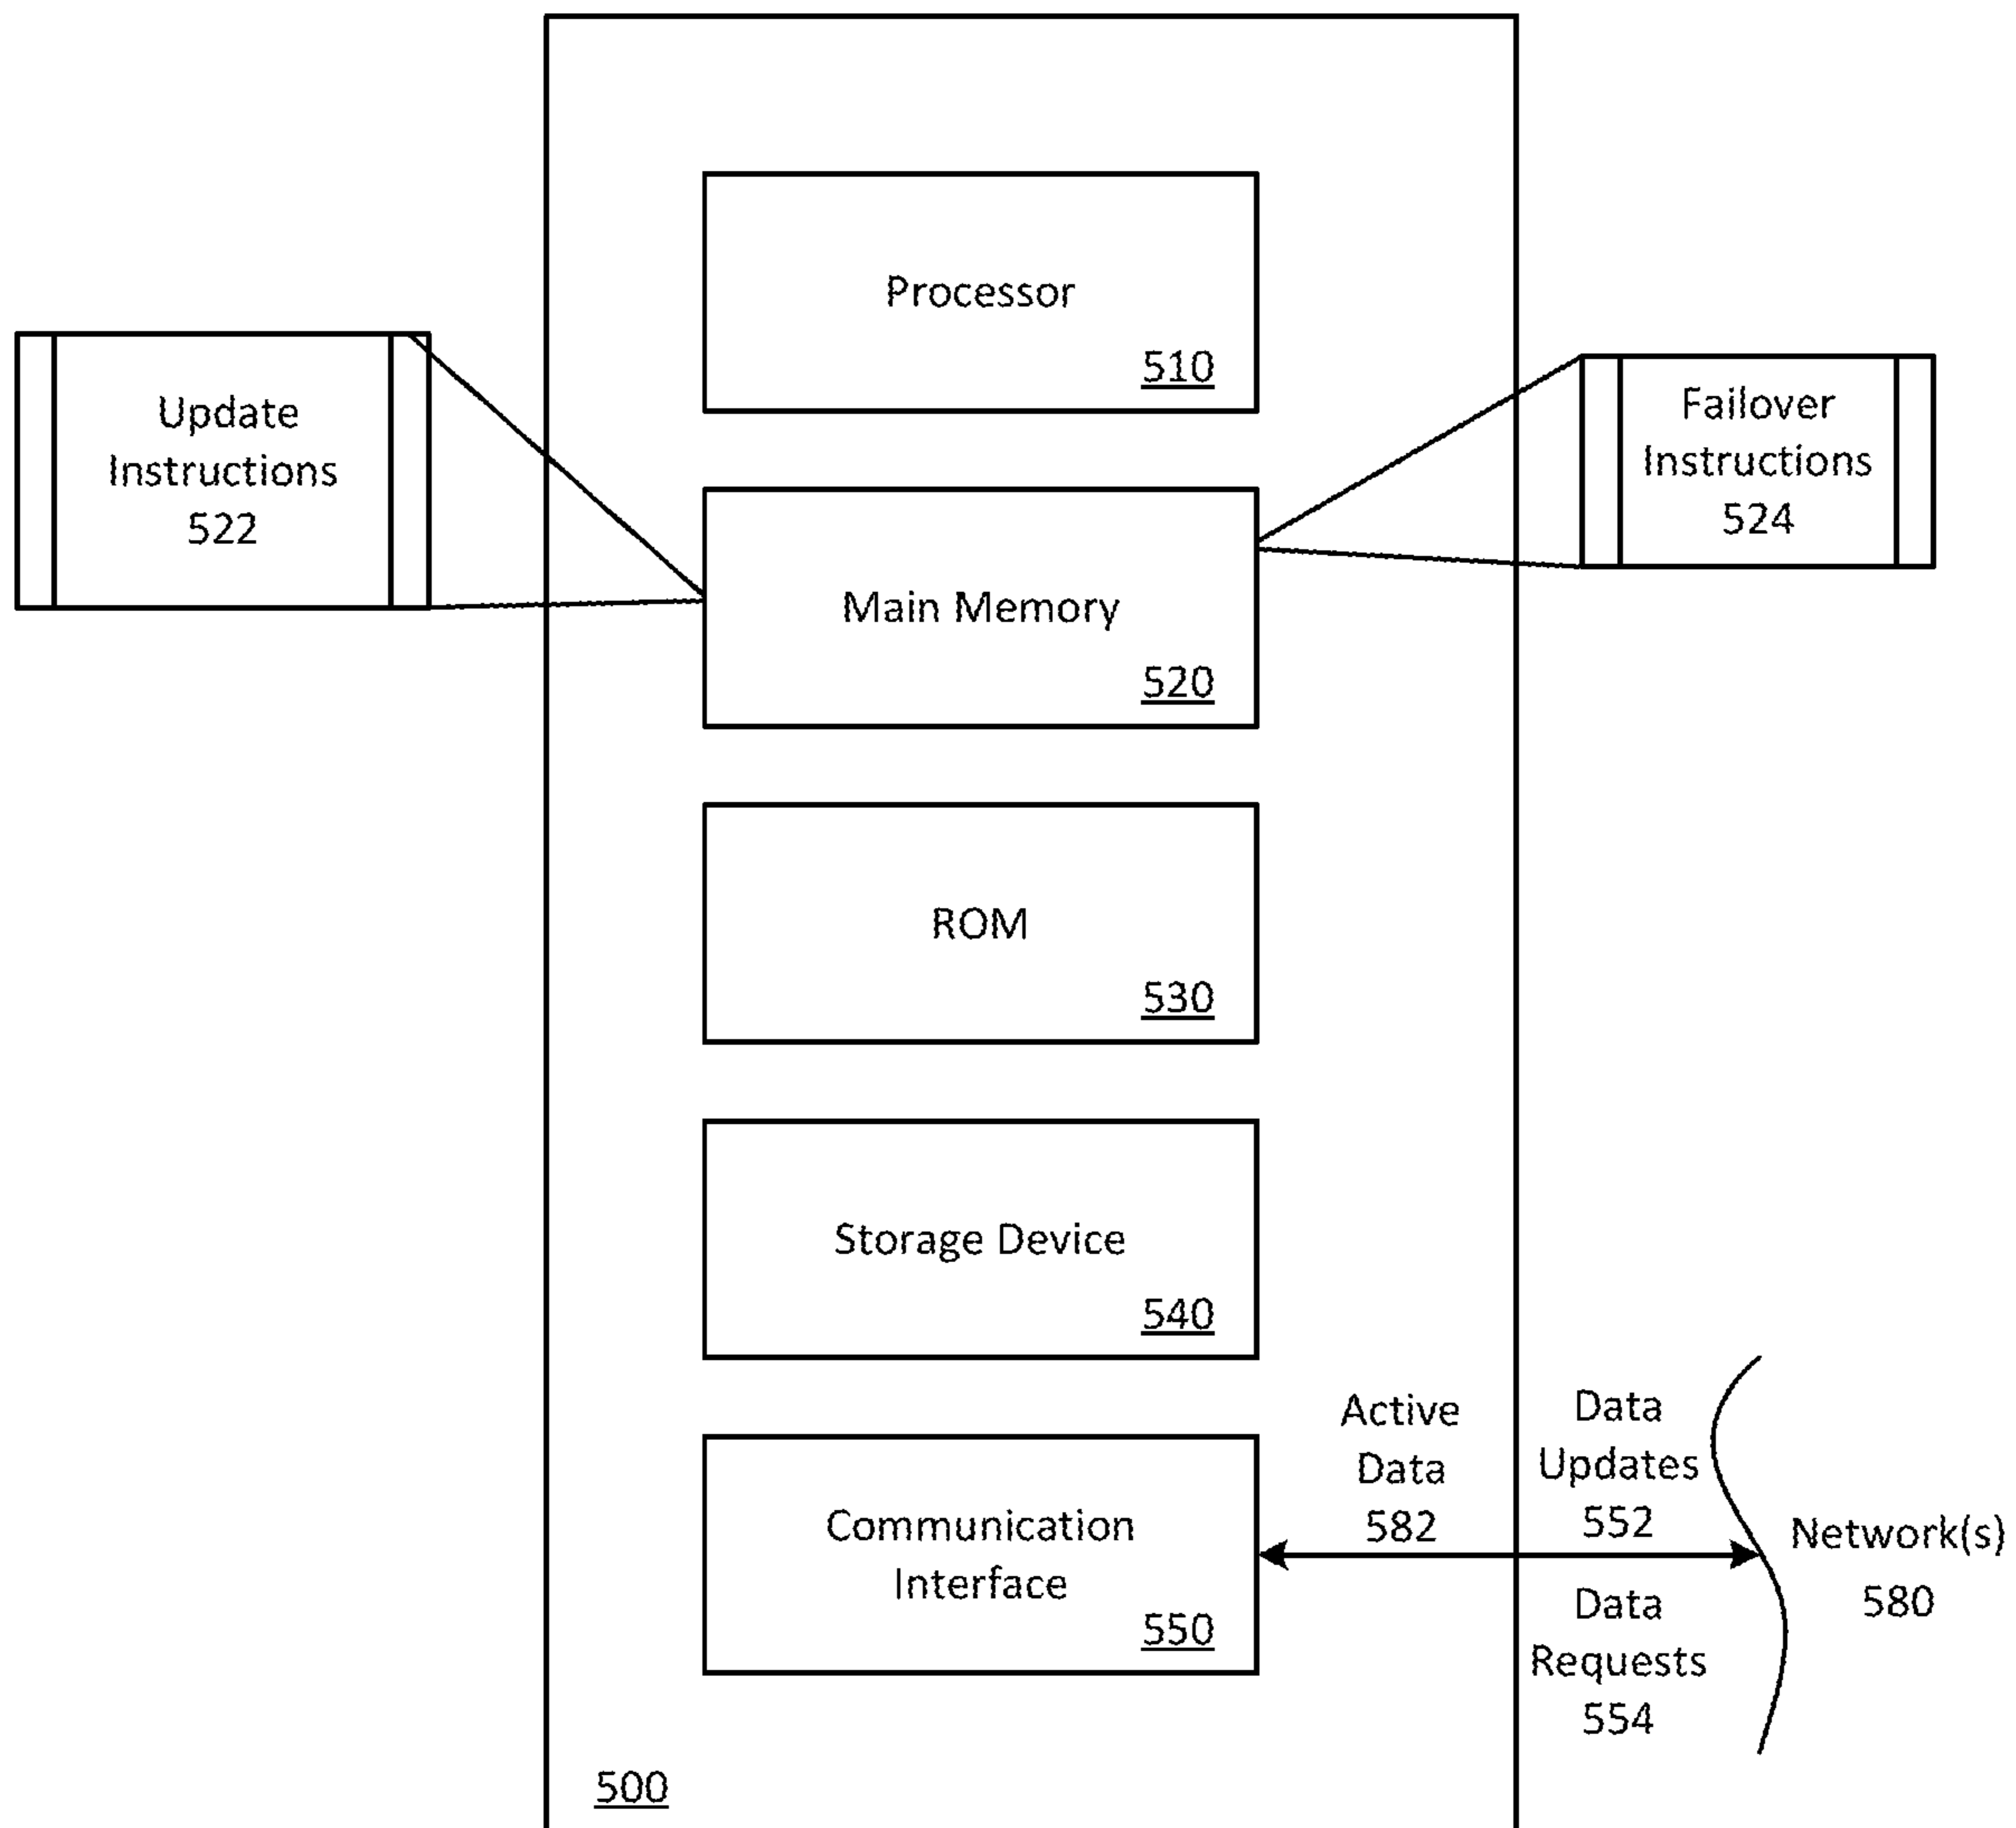 Processor
510
Update
Instructions
522
Failover
Instructions
524
Main Memory
520
ROM
530
Storage Device
540
Active
Data
582
Data
Updates
552
Communication
Interface
550
Network(s)
580
Data
Requests
554
500